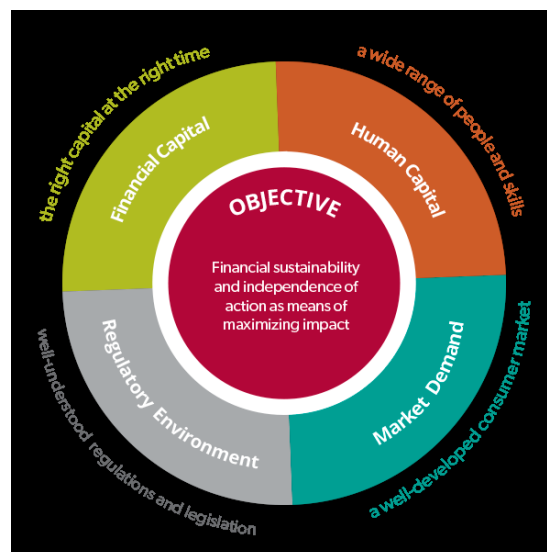 the right capital at the right time
a wide range of people and skills
Financial Capital
Human Capital
OBJECTIVE
Financial sustainability
and independence of
action as means of
maximizing impact
Regulatory Environment
Market Demand
well-understood regulations and legislation
a well-developed consumer market